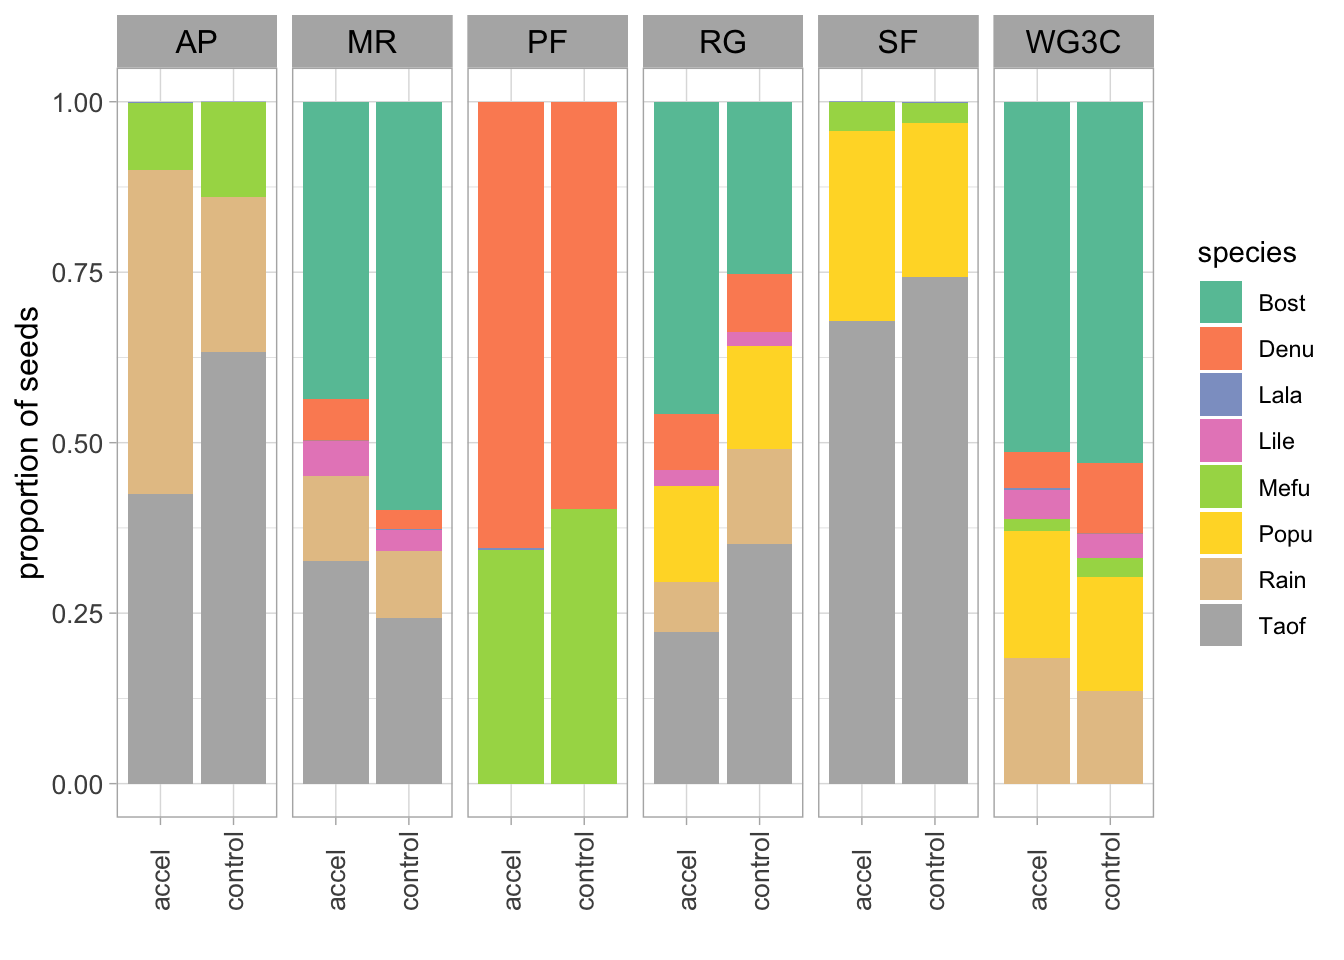 AP MR PF RG SF WG3C
proportion of seeds
1.00
0.75
0.50
0.25
0.00
accel control accel control accel control accel control accel control accel control
species
Bost
Denu
Lala
Lile
Mefu
Popu
Rain
Taof